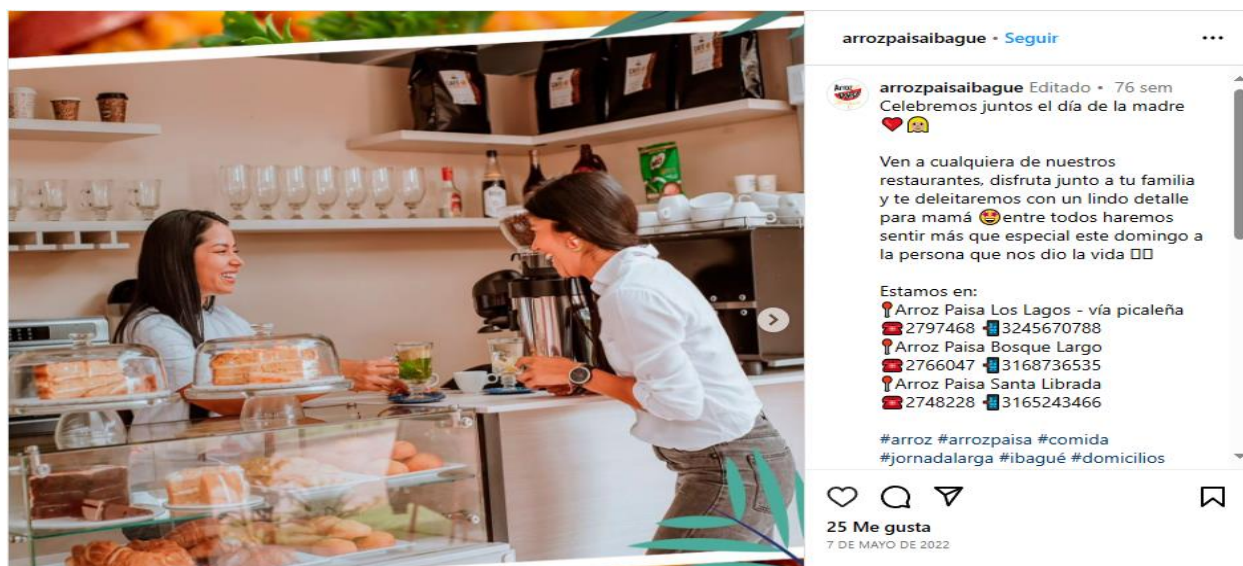 arrozpaisaibague • Seguir
arrozpaisaibague Editado • 76 sem
Celebremos juntos el día de la madre
❤️👩🏼
Ven a cualquiera de nuestros
restaurantes, disfruta junto a tu familia
y te deleitaremos con un lindo detalle
para mamá 🤩entre todos haremos
sentir más que especial este domingo a
la persona que nos dio la vida ▯▯
Estamos en:
📍Arroz Paisa Los Lagos - vía picaleña
☎️2797468 📲3245670788
📍Arroz Paisa Bosque Largo
☎️2766047 📲3168736535
📍Arroz Paisa Santa Librada
☎️2748228 📲3165243466
#arroz #arrozpaisa #comida
#jornadalarga #ibagué #domicilios
25 Me gusta
7 DE MAYO DE 2022